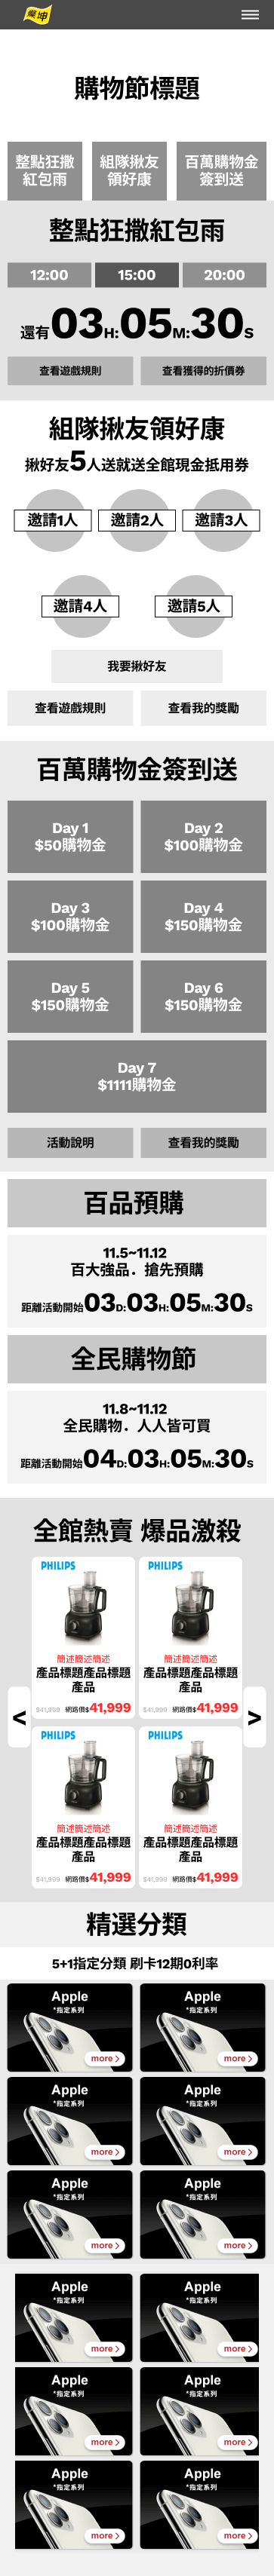 燦坤
購物節標題
整點狂撒
紅包雨
組隊揪友
領好康
百萬購物金
簽到送
整點狂撒紅包雨
12:00
15:00
20:00
還有03H:05M:30S
查看遊戲規則
查看獲得的折價券
組隊揪友領好康
揪好友5人送就送全館現金抵用券
邀請1人
邀請2人
邀請3人
邀請4人
邀請5人
我要揪好友
查看遊戲規則
查看我的獎勵
百萬購物金簽到送
Day 1
$50購物金
Day 2
$100購物金
Day 3
$100購物金
Day 4
$150購物金
Day 5
$150購物金
Day 6
$150購物金
Day 7
$1111購物金
活動說明
查看我的獎勵
百品預購
11.5~11.12
百大強品．搶先預購
距離活動開始03D:03H:05M:30S
全民購物節
11.8~11.12
全民購物．人人皆可買
距離活動開始04D:03H:05M:30S
全館熱賣 爆品激殺
PHILIPS
簡述簡述簡述
產品標題產品標題
產品
$41,999 網路價$41,999
PHILIPS
簡述簡述簡述
產品標題產品標題
產品
$41,999 網路價$41,999
<
>
PHILIPS
簡述簡述簡述
產品標題產品標題
產品
$41,999 網路價$41,999
PHILIPS
簡述簡述簡述
產品標題產品標題
產品
$41,999 網路價$41,999
精選分類
5+1指定分類 刷卡12期0利率
Apple
*指定系列
more >
Apple
*指定系列
more >
Apple
*指定系列
more >
Apple
*指定系列
more >
Apple
*指定系列
more >
Apple
*指定系列
more >
Apple
*指定系列
more >
Apple
*指定系列
more >
Apple
*指定系列
more >
Apple
*指定系列
more >
Apple
*指定系列
more >
Apple
*指定系列
more >